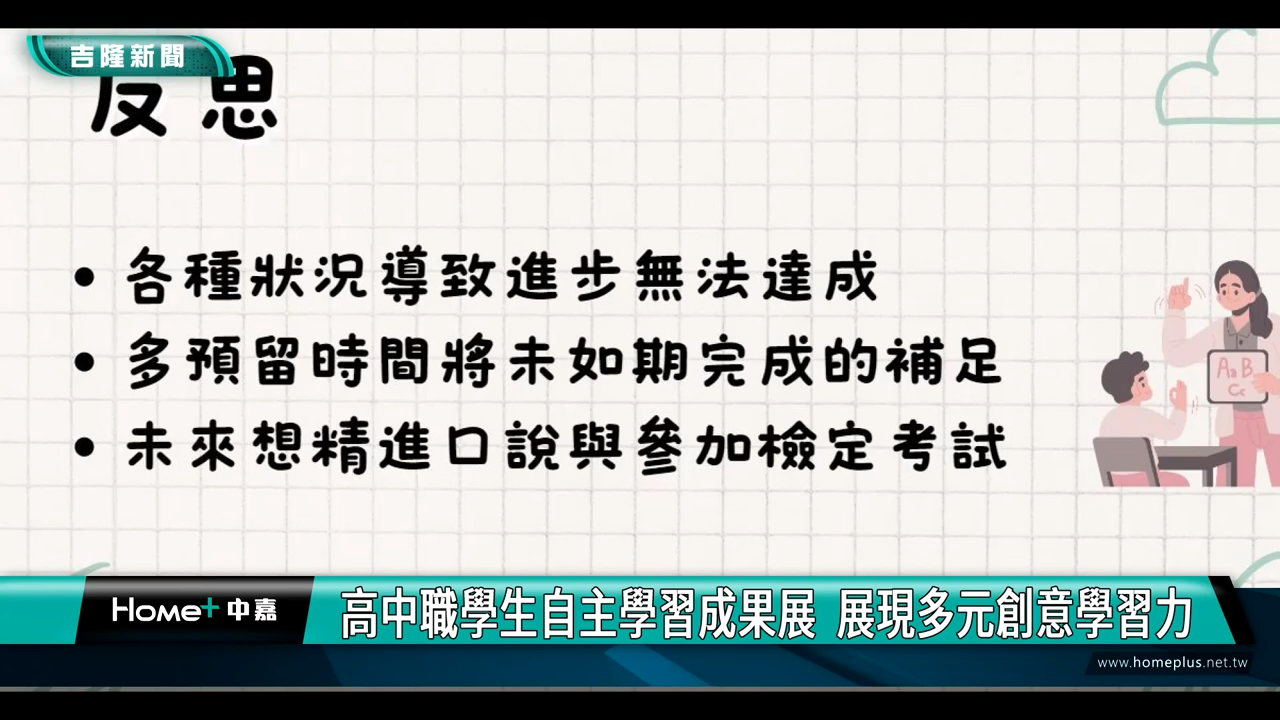 吉隆新聞
反思
• 各種狀況導致進步無法達成
• 多預留時間將未如期完成的補足
• 未來想精進口說與參加檢定考試
AaB
Cc
Home+中嘉
高中職學生自主學習成果展 展現多元創意學習力
www.homeplus.net.tw